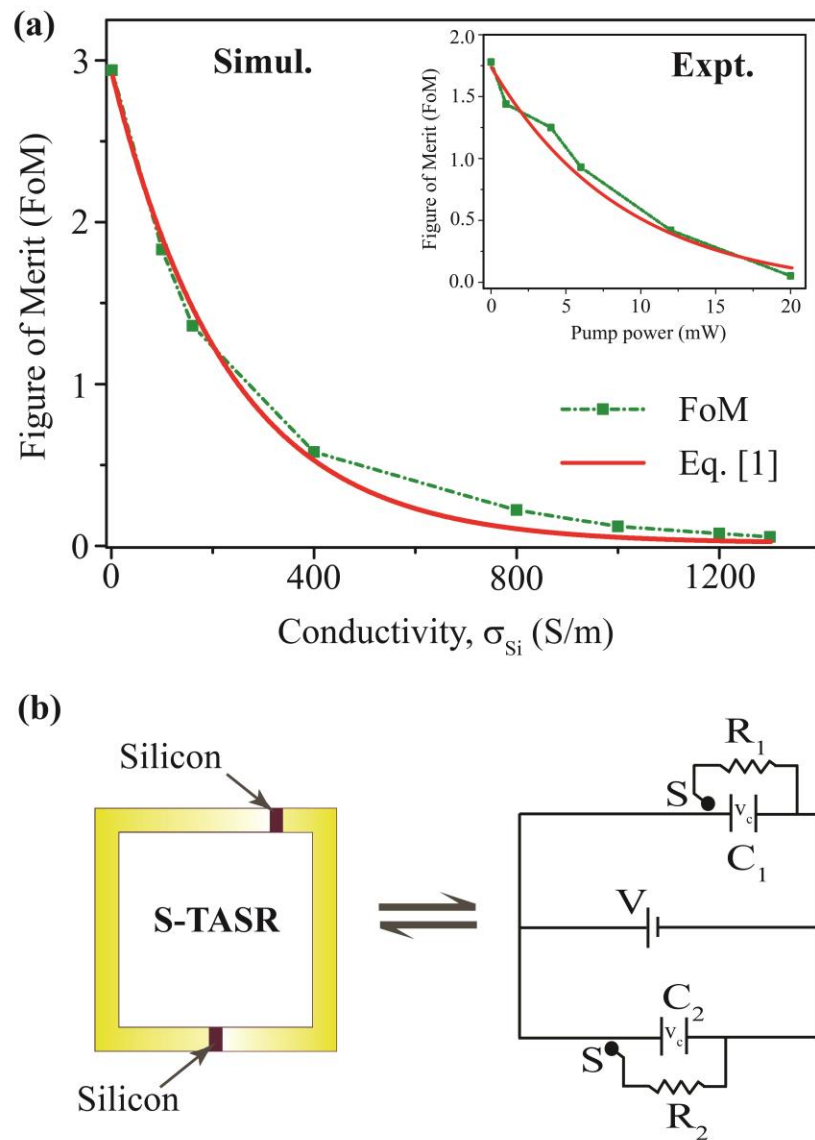 (a)
Simul.
Figure of Merit (FoM)
3
2
1
0
0
400
800
1200
Conductivity, σSi (S/m)
Expt.
Figure of Merit (FoM)
2.0
1.5
1.0
0.5
0.0
0
5
10
15
20
Pump power (mW)
FoM
Eq. [1]
(b)
Silicon
S-TASR
Silicon
R1
S
Vc
C1
V
C2
Vc
S
R2